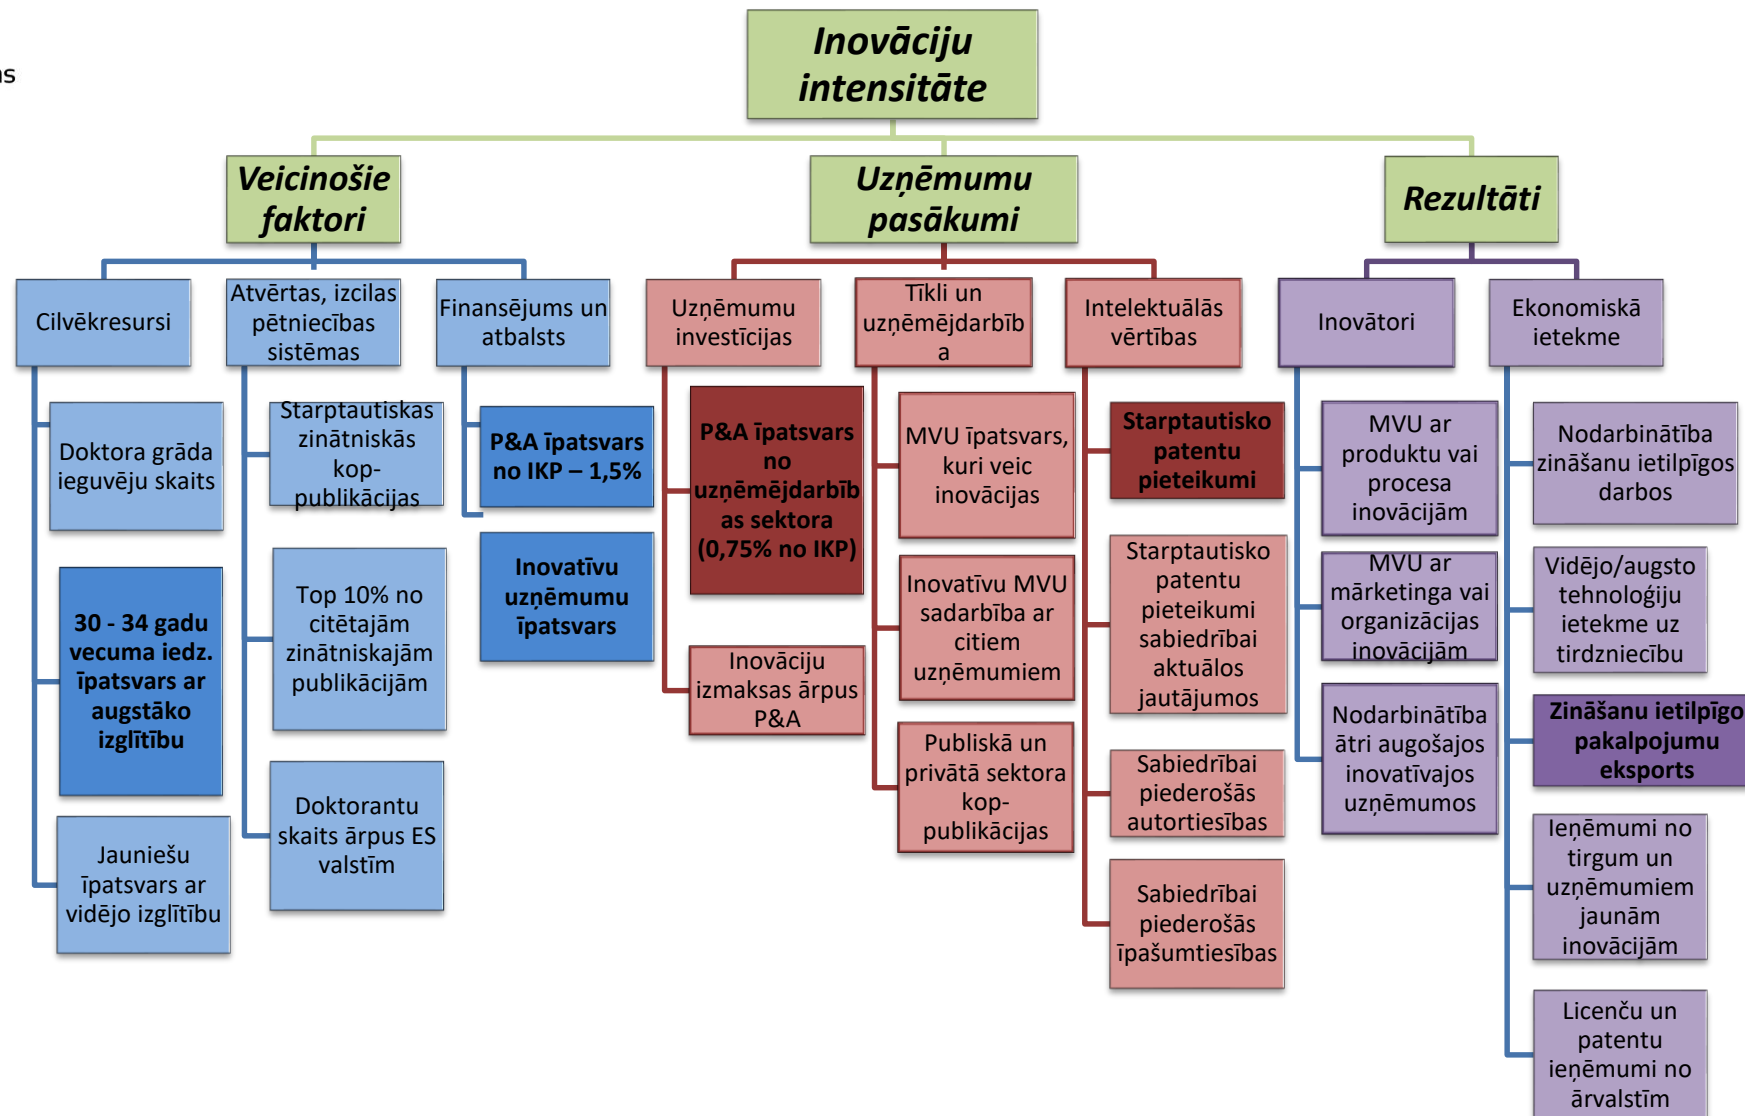 ns
Inovāciju
intensitāte
Veicinošie
faktori
Uzņēmumu
pasākumi
Rezultāti
Cilvēkresursi
Atvērtas, izcilas
pētniecības
sistēmas
Finansējums un
atbalsts
Uzņēmumu
investīcijas
Tīkli un
uzņēmējdarbīb
a
Intelektuālās
vērtības
Inovātori
Ekonomiskā
ietekme
Doktora grāda
ieguvēju skaits
30 - 34 gadu
vecuma iedz.
īpatsvars ar
augstāko
izglītību
Jauniešu
īpatsvars ar
vidējo izglītību
Starptautiskas
zinātniskās
kop-
publikācijas
Top 10% no
citētajām
zinātniskajām
publikācijām
Doktorantu
skaits ārpus ES
valstīm
P&A īpatsvars
no IKP – 1,5%
Inovatīvu
uzņēmumu
īpatsvars
P&A īpatsvars
no
uzņēmējdarbīb
as sektora
(0,75% no IKP)
Inovāciju
izmaksas ārpus
P&A
MVU īpatsvars,
kuri veic
inovācijas
Inovatīvu MVU
sadarbība ar
citiem
uzņēmumiem
Publiskā un
privātā sektora
kop-
publikācijas
Starptautisko
patentu
pieteikumi
Starptautisko
patentu
pieteikumi
sabiedrībai
aktuālos
jautājumos
Sabiedrībai
piederošās
autortiesības
Sabiedrībai
piederošās
īpašumtiesības
MVU ar
produktu vai
procesa
inovācijām
MVU ar
mārketinga vai
organizācijas
inovācijām
Nodarbinātība
ātri augošajos
inovatīvajos
uzņēmumos
Nodarbinātība
zināšanu ietilpīgos
darbos
Vidējo/augsto
tehnoloģiju
ietekme uz
tirdzniecību
Zināšanu ietilpīgo
pakalpojumu
eksports
Ieņēmumi no
tirgum un
uzņēmumiem
jaunām
inovācijām
Licenču un
patentu
ieņēmumi no
ārvalstīm